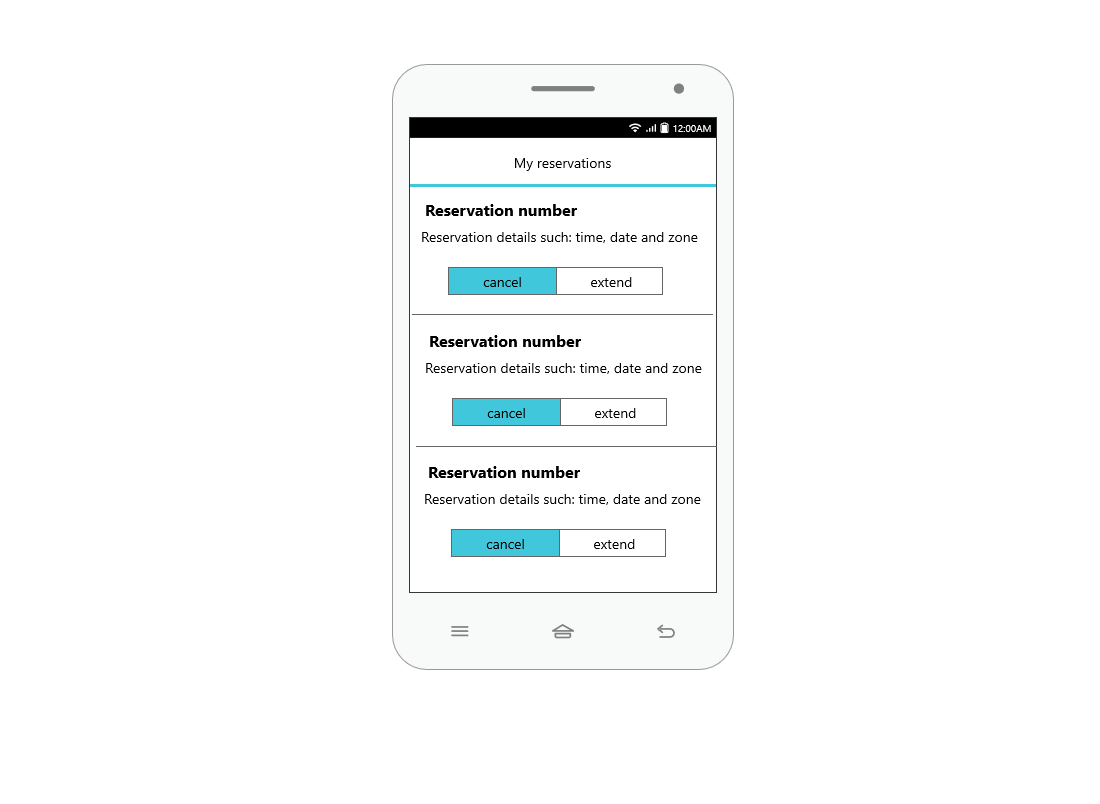 12:00AM
My reservations
Reservation number
Reservation details such: time, date and zone
cancel extend
Reservation number
Reservation details such: time, date and zone
cancel extend
Reservation number
Reservation details such: time, date and zone
cancel extend